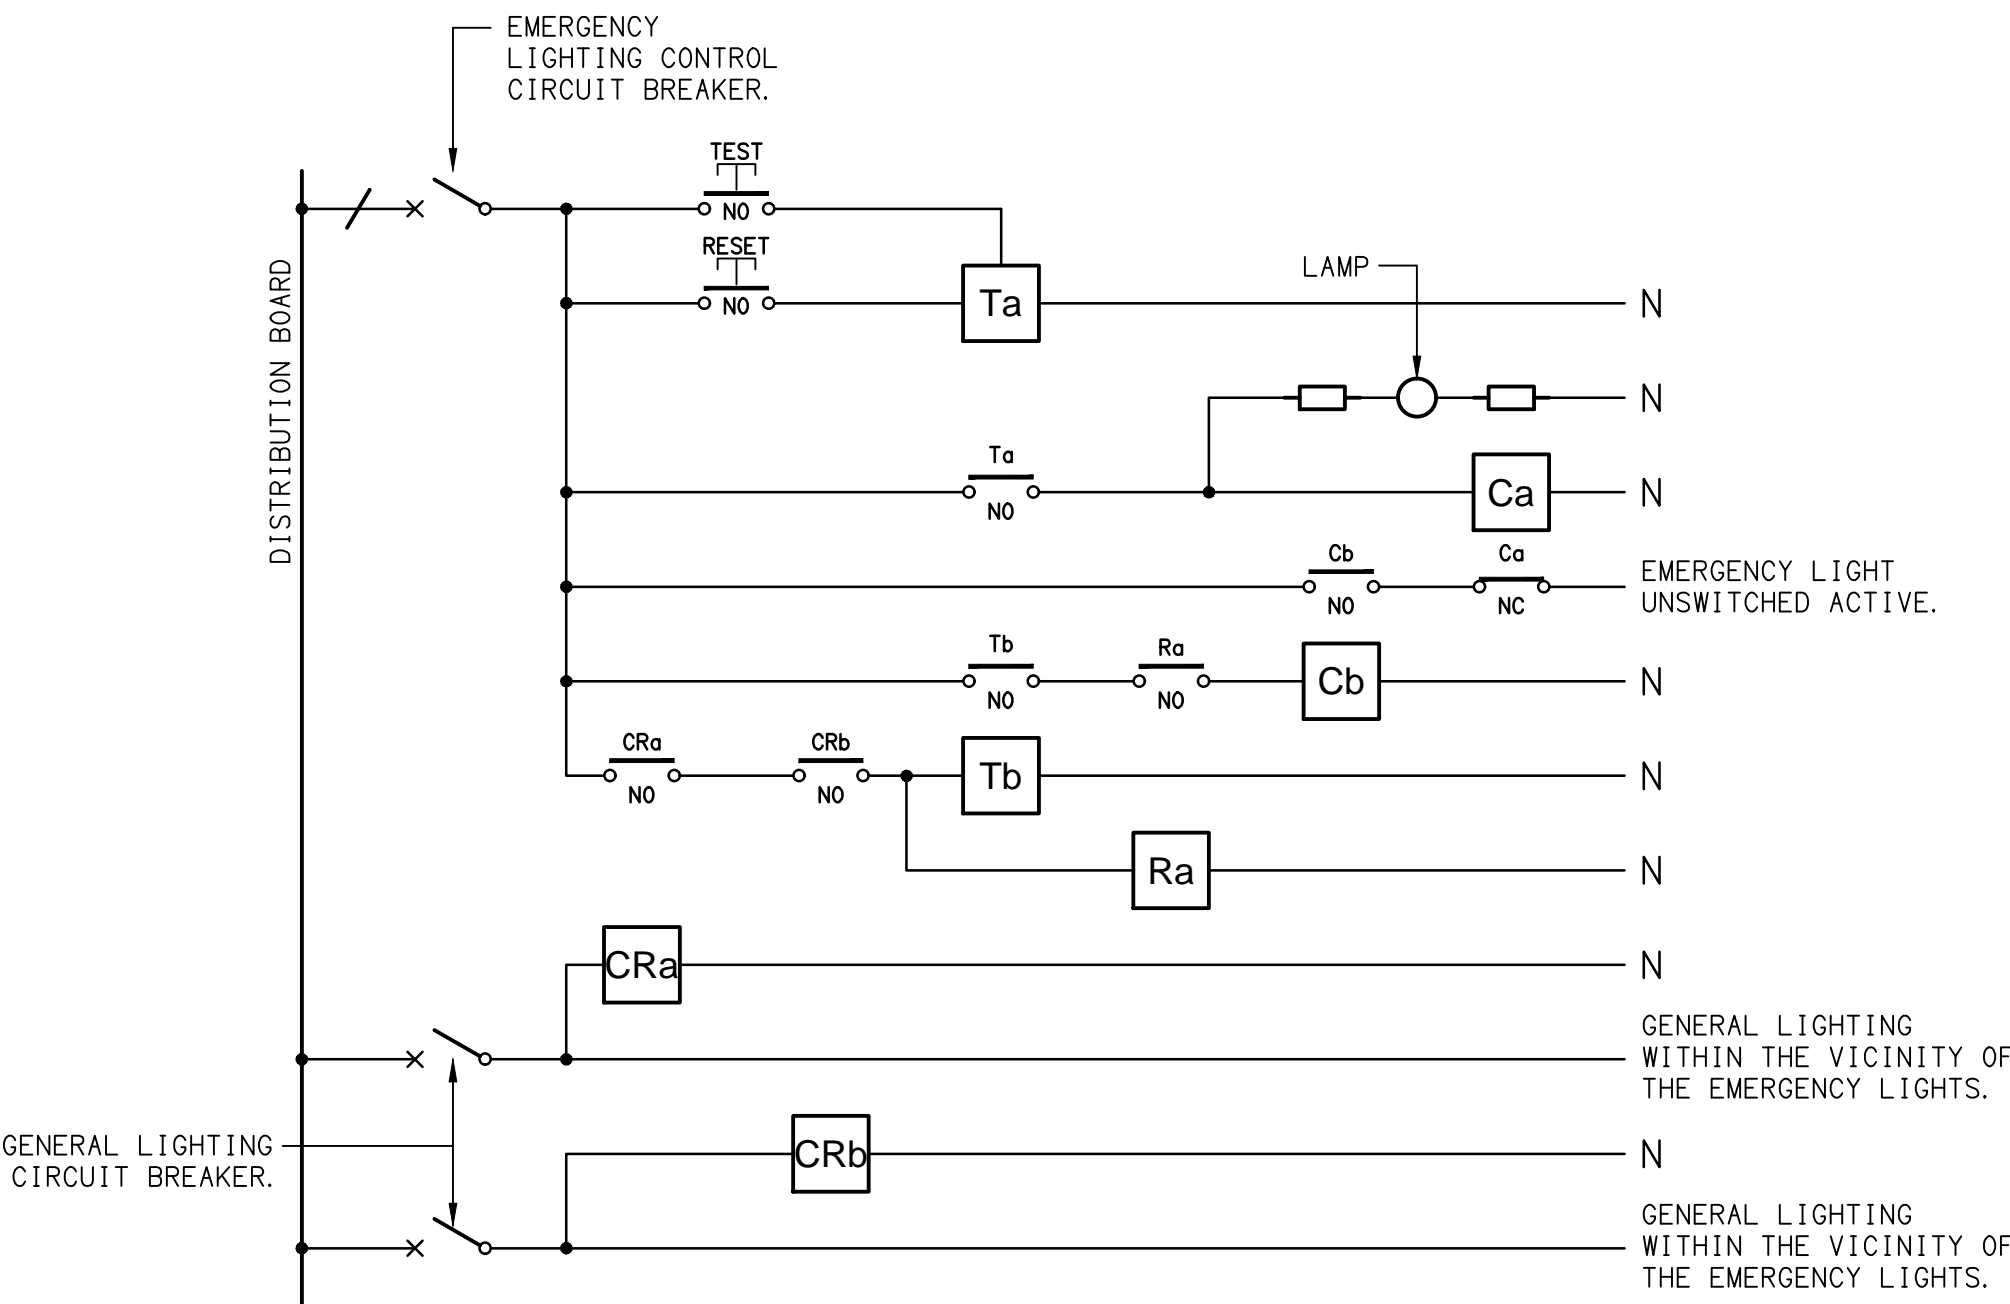 EMERGENCY
LIGHTING CONTROL
CIRCUIT BREAKER.
TEST
NO
RESET
NO
Ta
N
LAMP
N
Ta
NO
Ca
N
Cb
NO
Ca
NC
EMERGENCY LIGHT
UNSWITCHED ACTIVE.
Tb
NO
Ra
NO
Cb
N
CRa
NO
CRb
NO
Tb
N
Ra
N
CRa
N
DISTRIBUTION BOARD
GENERAL LIGHTING
WITHIN THE VICINITY OF
THE EMERGENCY LIGHTS.
GENERAL LIGHTING
CIRCUIT BREAKER.
CRb
N
GENERAL LIGHTING
WITHIN THE VICINITY OF
THE EMERGENCY LIGHTS.